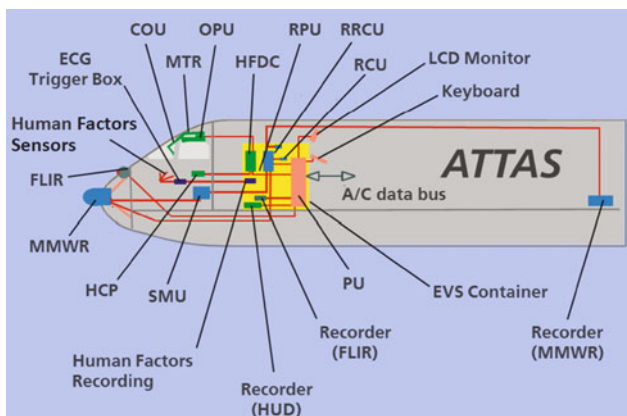 COU
OPU
RPU
RRCU
ECG
Trigger Box
MTR
HFDC
RCU
LCD Monitor
Keyboard
Human Factors
Sensors
FLIR
ATTAS
A/C data bus
MMWR
HCP
SMU
PU
EVS Container
Human Factors
Recording
Recorder
(FLIR)
Recorder
(MMWR)
Recorder
(HUD)